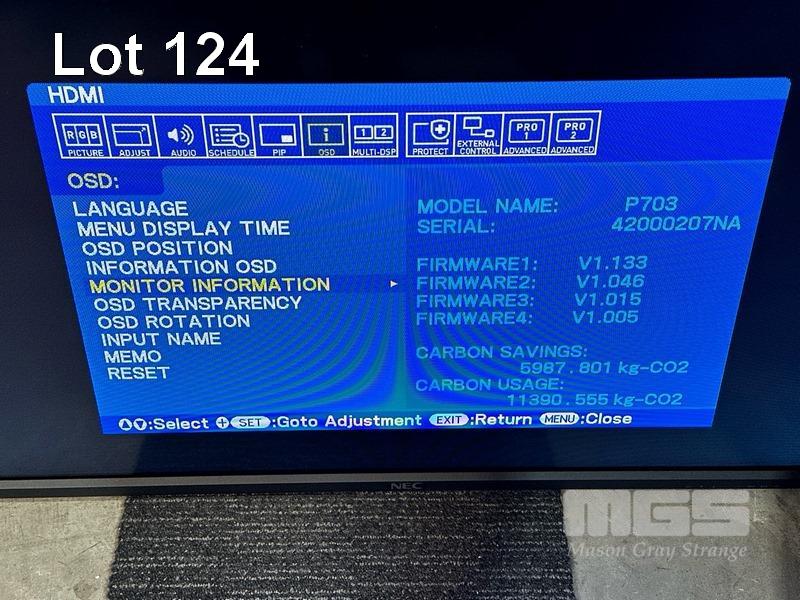 Lot 124
HDMI
RGB
i
1 2
PRO 1
PRO 2
PICTURE ADJUST AUDIO SCHEDULE PIP OSD MULTI-DSP PROTECT EXTERNAL CONTROL ADVANCED ADVANCED
OSD:
LANGUAGE
MENU DISPLAY TIME
OSD POSITION
INFORMATION OSD
MONITOR INFORMATION
OSD TRANSPARENCY
OSD ROTATION
INPUT NAME
MEMO
RESET
MODEL NAME: P703
SERIAL: 42000207NA
FIRMWARE1: V1.133
FIRMWARE2: V1.046
FIRMWARE3: V1.015
FIRMWARE4: V1.005
CARBON SAVINGS:
5987.801 kg-CO2
CARBON USAGE:
11390.555 kg-CO2
:Select SET :Goto Adjustment EXIT :Return MENU :Close
NEC
MGS
Mason Gray Strange